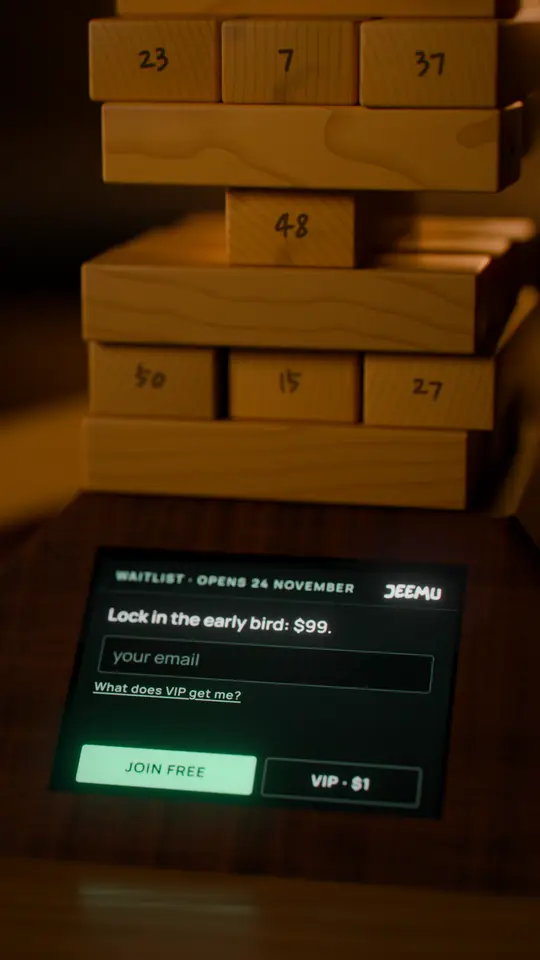 23 7 37
48
50 15 27
WAITLIST · OPENS 24 NOVEMBER JEEMU
Lock in the early bird: $99.
your email
What does VIP get me?
JOIN FREE VIP · $1